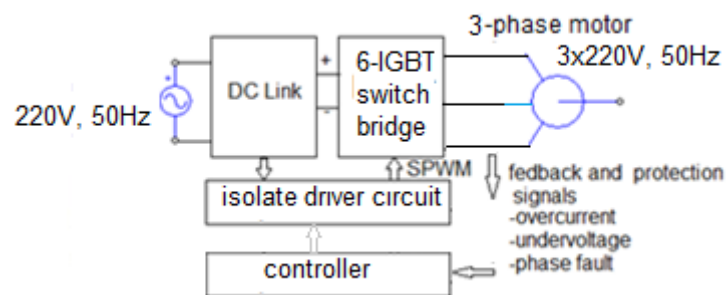 3-phase motor
3x220V, 50Hz
+
DC Link
6-IGBT
switch
bridge
+
-
220V, 50Hz
SPWM
isolate driver circuit
fedback and protection
signals
-overcurrent
-undervoltage
-phase fault
controller